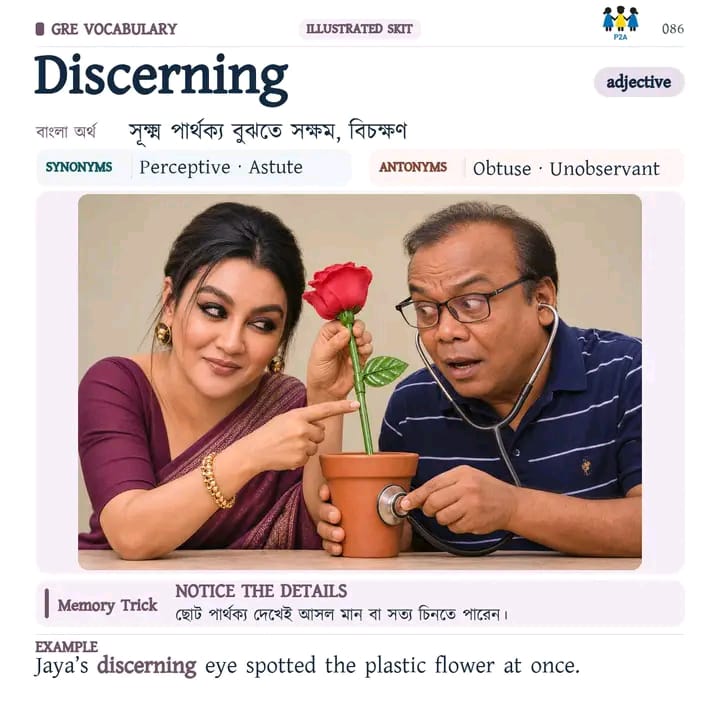 GRE VOCABULARY
ILLUSTRATED SKIT
P2A
086
Discerning
adjective
বাংলা অর্থ সূক্ষ্ম পার্থক্য বুঝতে সক্ষম, বিচক্ষণ
SYNONYMS Perceptive · Astute
ANTONYMS Obtuse · Unobservant
Memory Trick
NOTICE THE DETAILS
ছোট পার্থক্য দেখেই আসল মান বা সত্য চিনতে পারেন।
EXAMPLE
Jaya's discerning eye spotted the plastic flower at once.